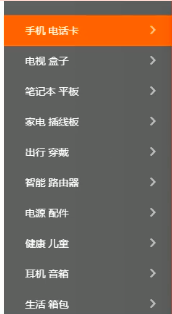 手机 电话卡
电视 盒子
笔记本 平板
家电 插线板
出行 穿戴
智能 路由器
电源 配件
健康 儿童
耳机 音箱
生活 箱包